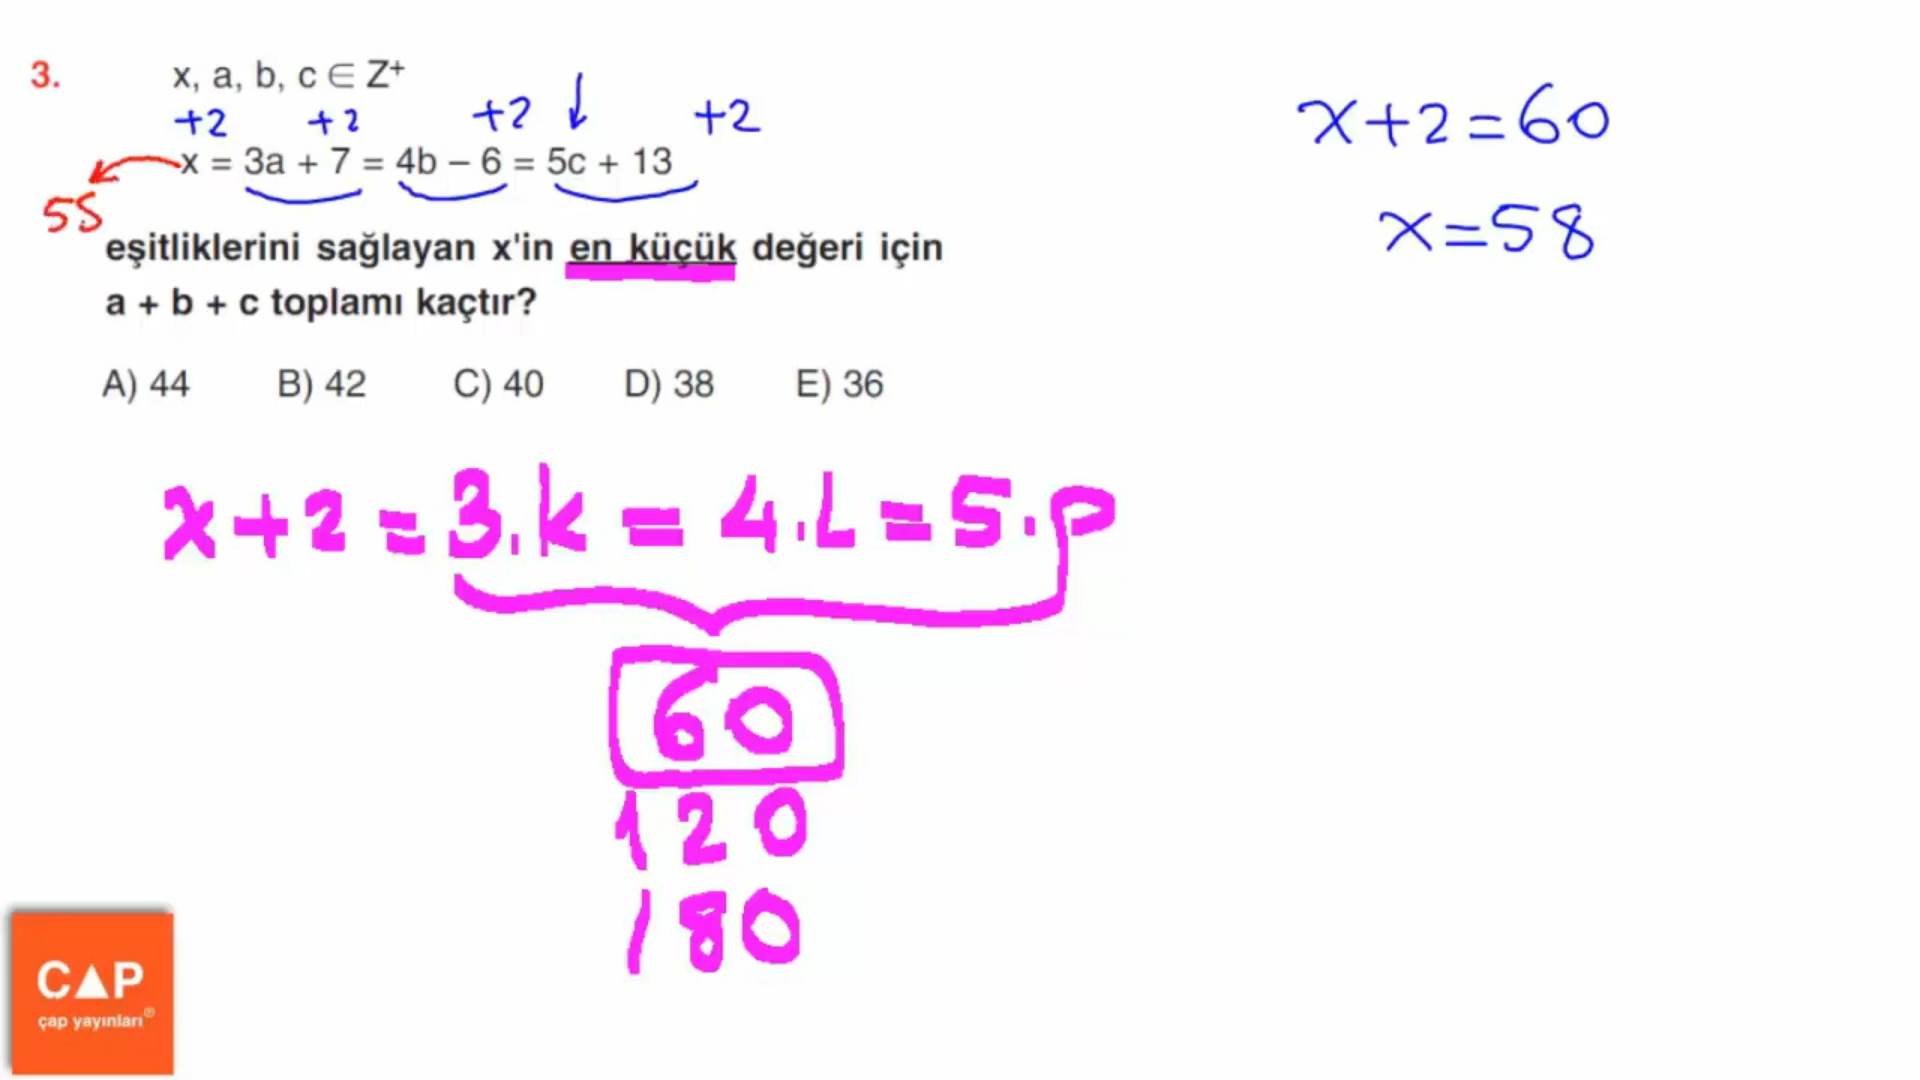 3. x, a, b, c ∈ Z⁺
+2 +2 +2 ↓ +2
x = 3a + 7 = 4b – 6 = 5c + 13
55
eşitliklerini sağlayan x'in en küçük değeri için
a + b + c toplamı kaçtır?
A) 44 B) 42 C) 40 D) 38 E) 36
x+2=3.k=4.L=5.p
60
120
180
x+2=60
x=58
CAP
çap yayınları®